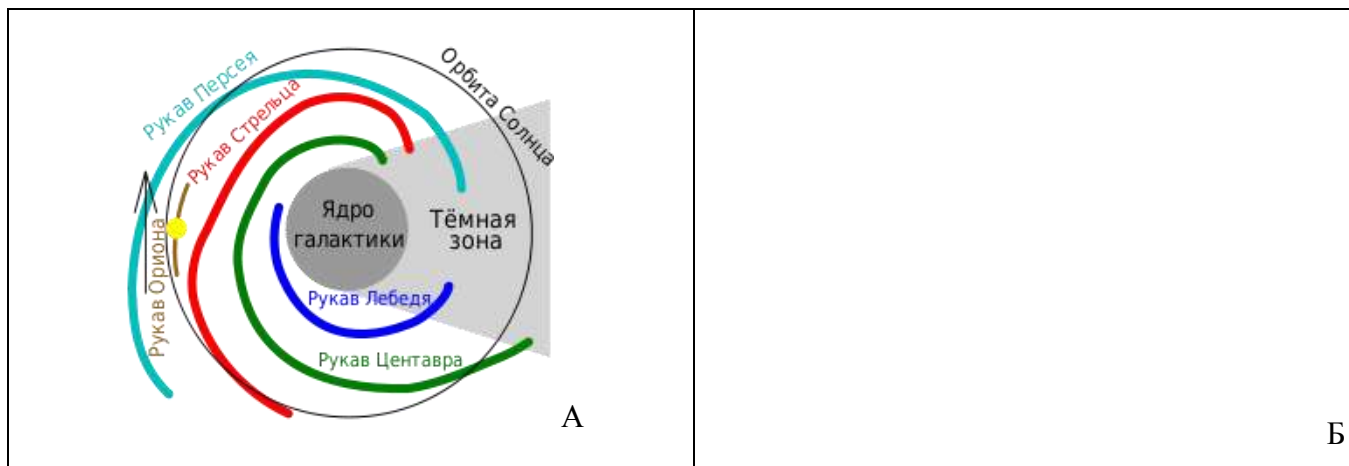 Рукав Персея
Орбита Солнца
Рукав Стрельца
Рукав Ориона
Ядро
галактики
Тёмная
зона
Рукав Лебедя
Рукав Центавра
А
Б